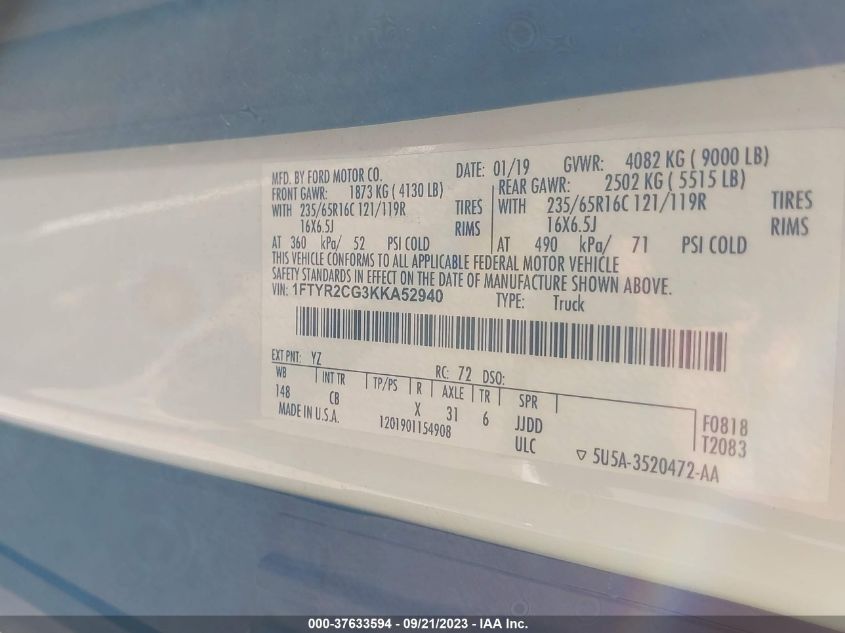 MFD. BY FORD MOTOR CO. DATE: 01/19 GVWR: 4082 KG ( 9000 LB)
FRONT GAWR: 1873 KG ( 4130 LB) REAR GAWR: 2502 KG ( 5515 LB)
WITH 235/65R16C 121/119R TIRES WITH 235/65R16C 121/119R TIRES
16X6.5J RIMS 16X6.5J RIMS
AT 360 kPa/ 52 PSI COLD AT 490 kPa/ 71 PSI COLD
THIS VEHICLE CONFORMS TO ALL APPLICABLE FEDERAL MOTOR VEHICLE
SAFETY STANDARDS IN EFFECT ON THE DATE OF MANUFACTURE SHOWN ABOVE.
VIN: 1FTYR2CG3KKA52940 TYPE: Truck
EXT PNT: YZ RC: 72 DSO:
WB INT TR TP/PS R AXLE TR SPR
148 CB X 31 6 JJDD F0818
MADE IN U.S.A. 1201901154908 ULC T2083
5U5A-3520472-AA
000-37633594 - 09/21/2023 - IAA Inc.